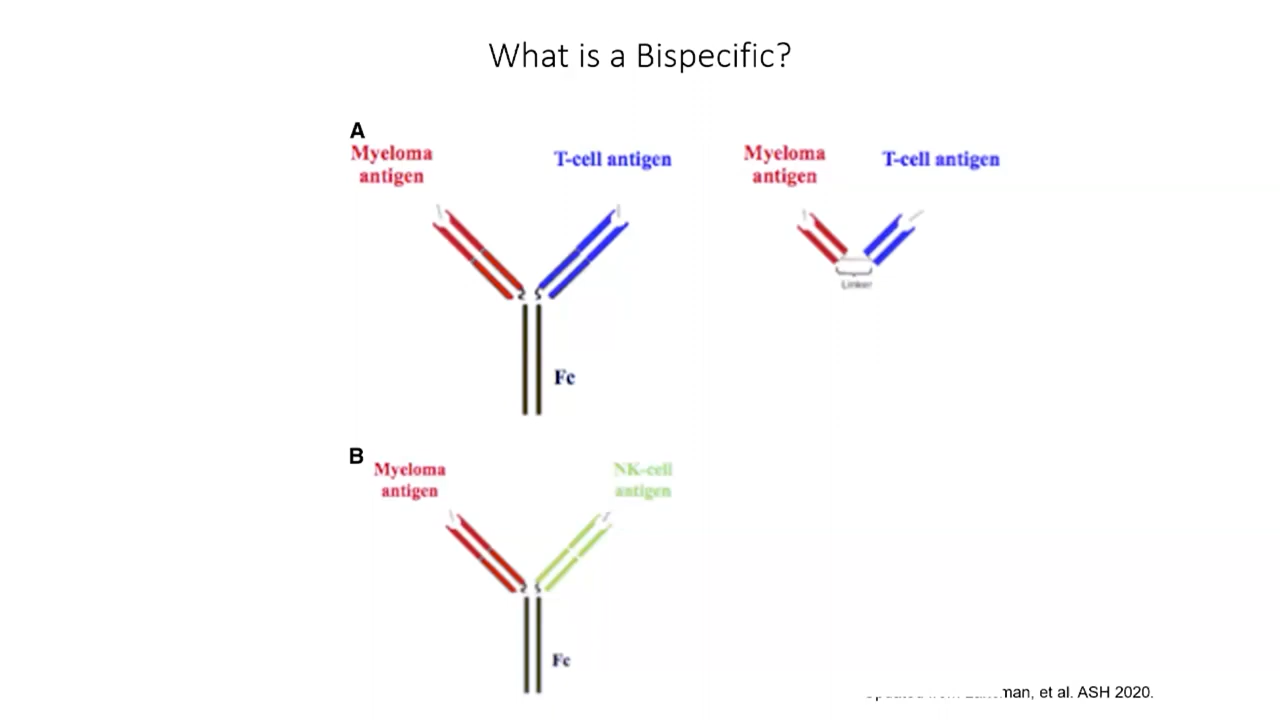 What is a Bispecific?
A
Myeloma
antigen
T-cell antigen
Myeloma
antigen
T-cell antigen
Linker
Fc
B
Myeloma
antigen
NK-cell
antigen
Fc
et al. ASH 2020.